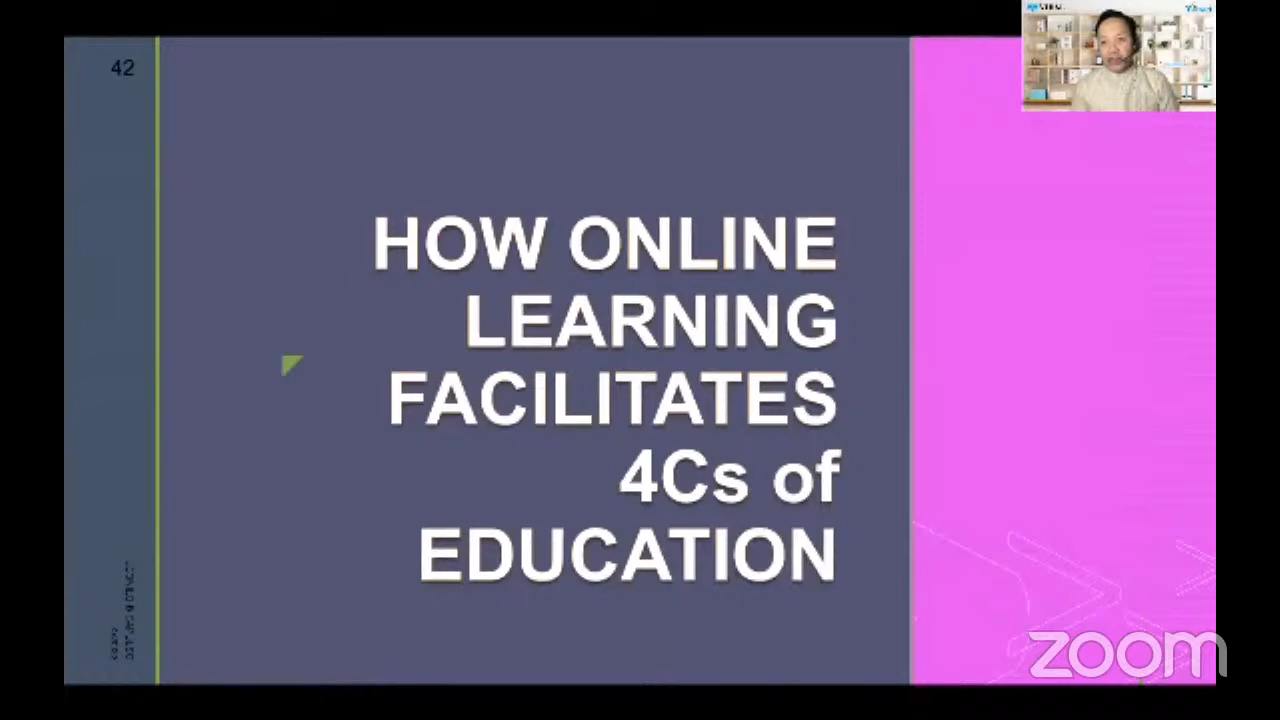 42
HOW ONLINE
LEARNING
FACILITATES
4Cs of
EDUCATION
zoom